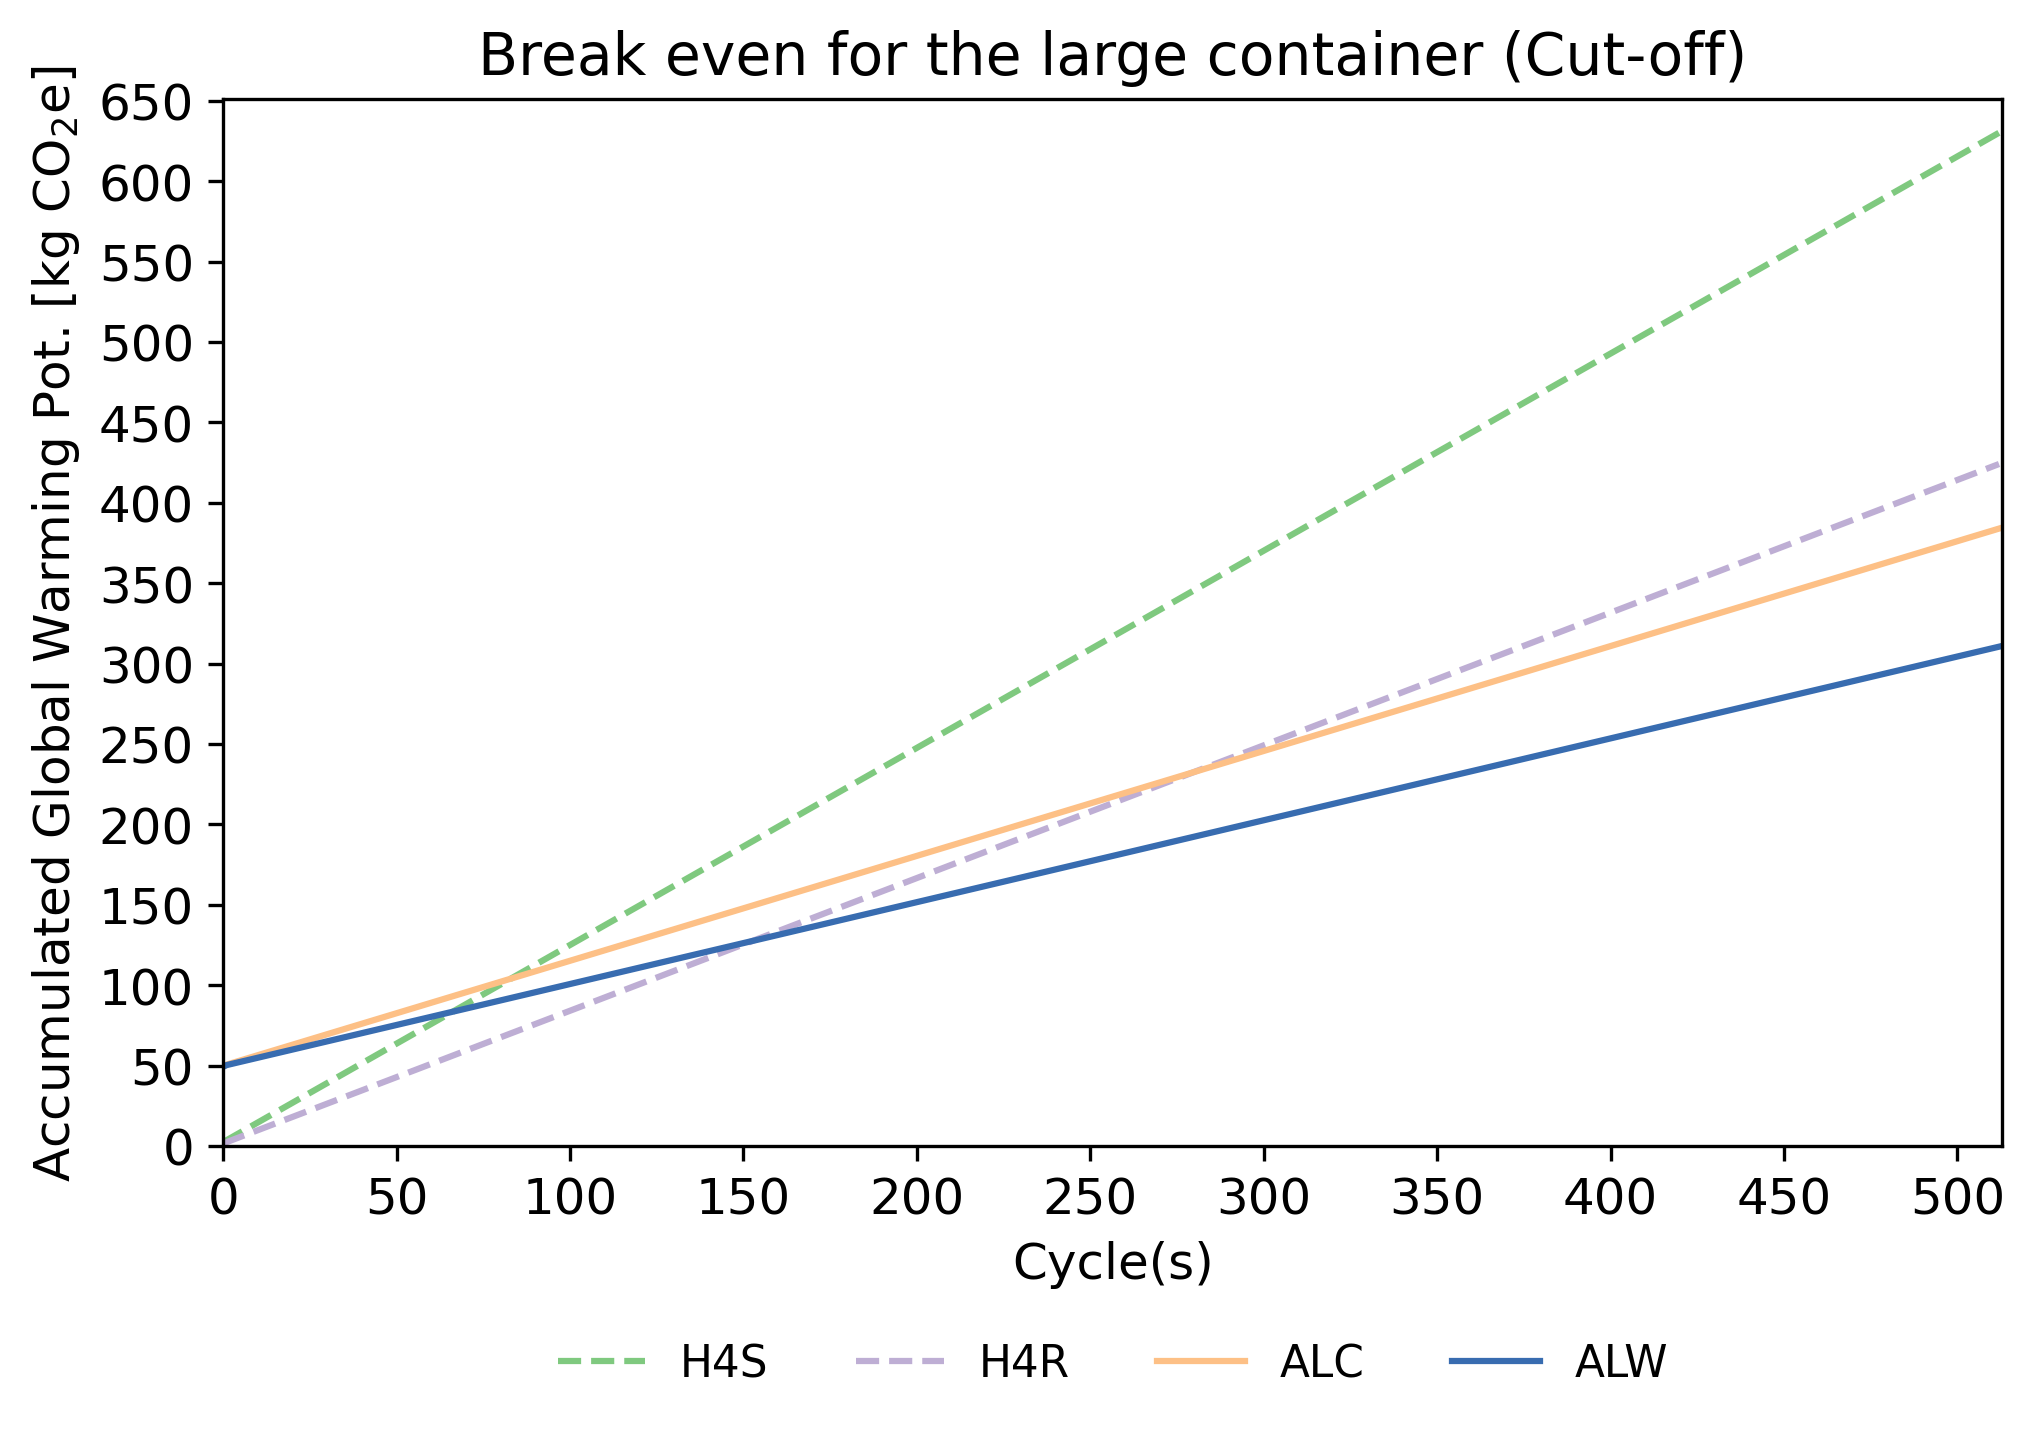 Break even for the large container (Cut-off)
Accumulated Global Warming Pot. [kg CO₂e]
650
600
550
500
450
400
350
300
250
200
150
100
50
0
0 50 100 150 200 250 300 350 400 450 500
Cycle(s)
H4S H4R ALC ALW